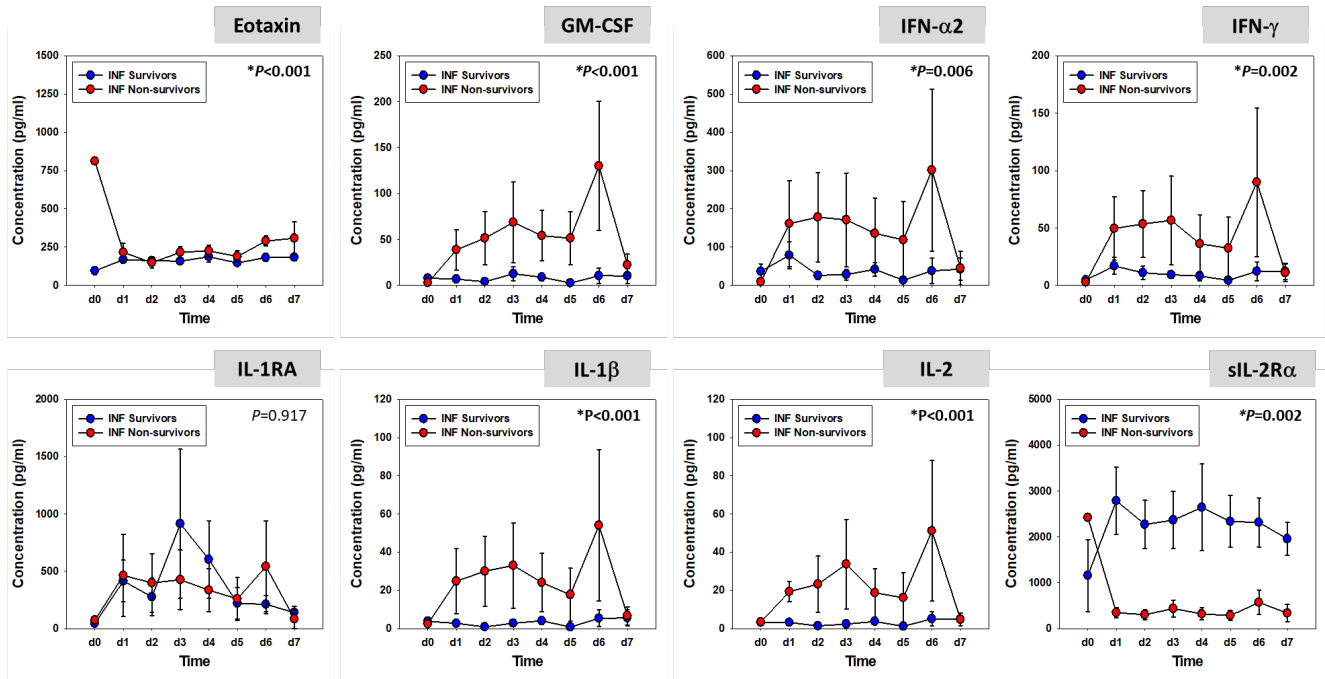 Eotaxin
1500
1250
1000
750
500
250
0
Concentration (pg/ml)
INF Survivors
INF Non-survivors
*P<0.001
d0 d1 d2 d3 d4 d5 d6 d7
Time
GM-CSF
250
200
150
100
50
0
Concentration (pg/ml)
INF Survivors
INF Non-survivors
*P<0.001
d0 d1 d2 d3 d4 d5 d6 d7
Time
IFN-α2
600
500
400
300
200
100
0
Concentration (pg/ml)
INF Survivors
INF Non-survivors
*P=0.006
d0 d1 d2 d3 d4 d5 d6 d7
Time
IFN-γ
200
150
100
50
0
Concentration (pg/ml)
INF Survivors
INF Non-survivors
*P=0.002
d0 d1 d2 d3 d4 d5 d6 d7
Time
IL-1RA
2000
1500
1000
500
0
Concentration (pg/ml)
INF Survivors
INF Non-survivors
P=0.917
d0 d1 d2 d3 d4 d5 d6 d7
Time
IL-1β
120
100
80
60
40
20
0
Concentration (pg/ml)
INF Survivors
INF Non-survivors
*P<0.001
d0 d1 d2 d3 d4 d5 d6 d7
Time
IL-2
120
100
80
60
40
20
0
Concentration (pg/ml)
INF Survivors
INF Non-survivors
*P<0.001
d0 d1 d2 d3 d4 d5 d6 d7
Time
sIL-2Rα
5000
4000
3000
2000
1000
0
Concentration (pg/ml)
INF Survivors
INF Non-survivors
*P=0.002
d0 d1 d2 d3 d4 d5 d6 d7
Time